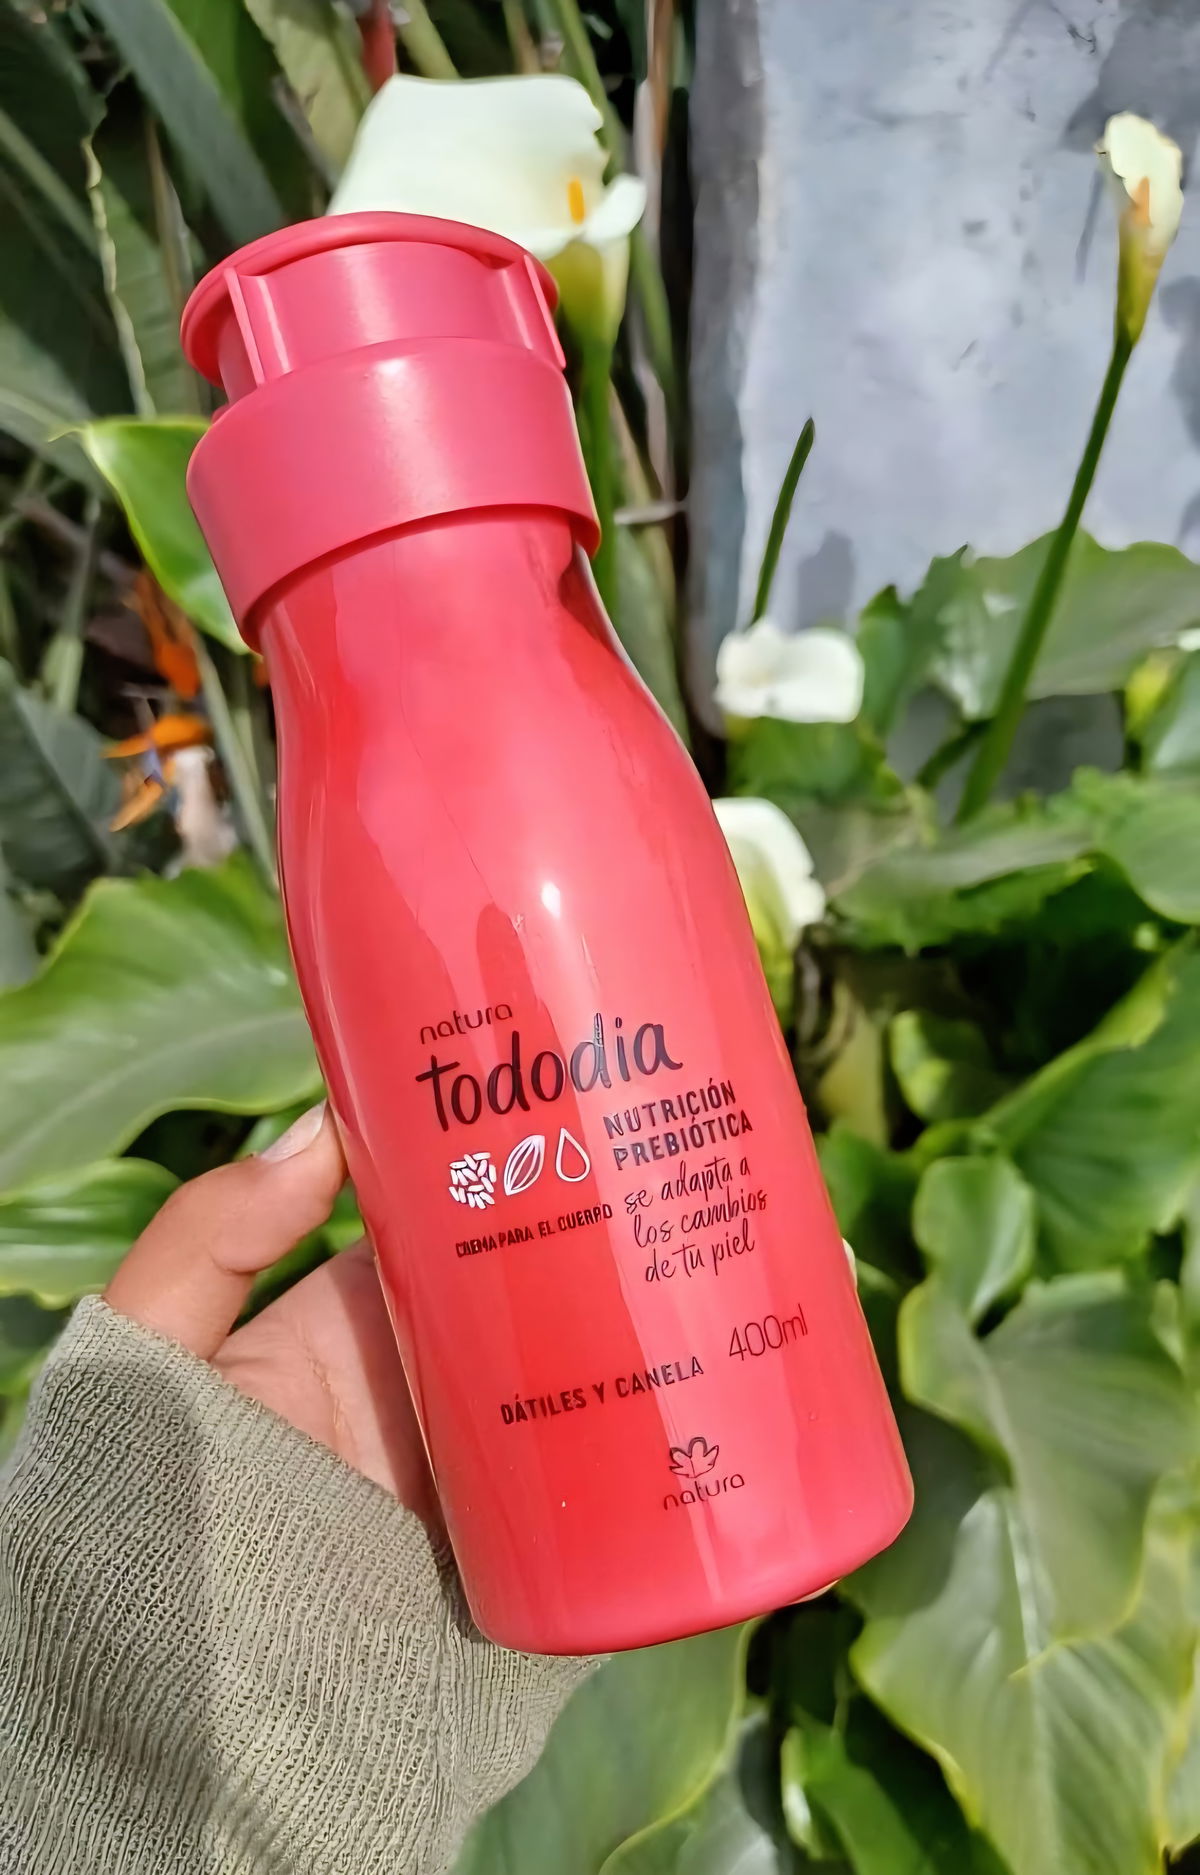 natura
tododia
NUTRICIÓN
PREBIÓTICA
se adapta a
los cambios
de tu piel
CREMA PARA EL CUERPO
400ml
DÁTILES Y CANELA
natura